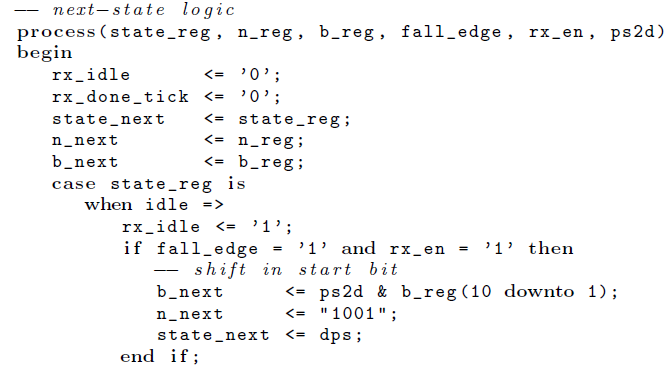 -- next-state logic
process(state_reg, n_reg, b_reg, fall_edge, rx_en, ps2d)
begin
   rx_idle      <= '0';
   rx_done_tick <= '0';
   state_next   <= state_reg;
   n_next       <= n_reg;
   b_next       <= b_reg;
   case state_reg is
      when idle =>
         rx_idle <= '1';
         if fall_edge = '1' and rx_en = '1' then
            -- shift in start bit
            b_next     <= ps2d & b_reg(10 downto 1);
            n_next     <= "1001";
            state_next <= dps;
         end if;